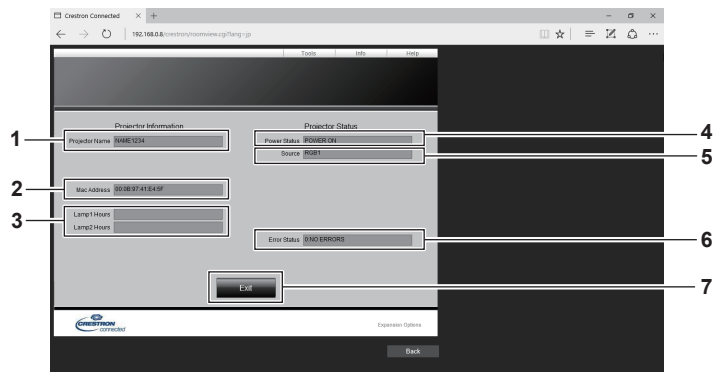 Crestron Connected
192.168.0.8/crestron/roomview.cgi?lang=jp
Tools Info Help
Projector Information
Projector Status
1
Projector Name NAME1234
Power Status POWER ON
4
Source RGB1
5
2
Mac Address 00:0B:97:41:E4:5F
3
Lamp1 Hours
Lamp2 Hours
Error Status 0:NO ERRORS
6
Exit
7
CRESTRON
connected
Expansion Options
Back